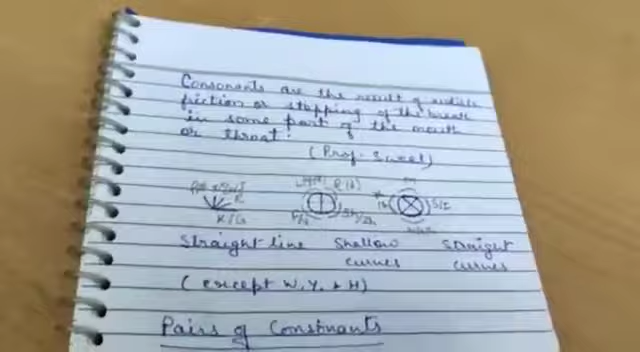 Consonants are the result of audible
friction or stopping of the breath
in some part of the mouth
or throat.
(Prof. Sweet)
K/G
Straight-line Shallow Straight
curves curves
(except W, Y, & H)
Pairs of Consonants